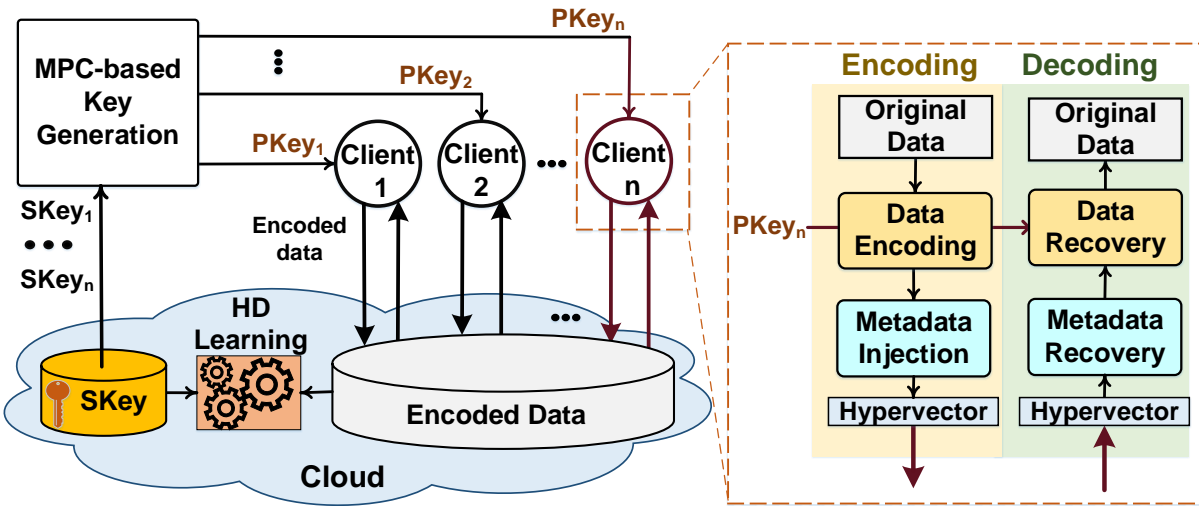 MPC-based
Key
Generation
PKeyₙ
PKey₂
PKey₁
Client
1
Client
2
Client
n
SKey₁
SKeyₙ
Encoded
data
HD
Learning
SKey
Encoded Data
Cloud
Encoding
Decoding
Original
Data
Original
Data
PKeyₙ
Data
Encoding
Data
Recovery
Metadata
Injection
Metadata
Recovery
Hypervector
Hypervector